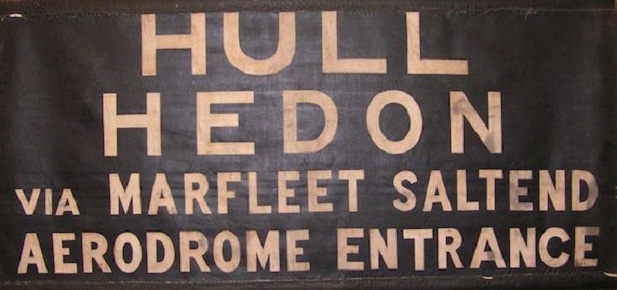 HULL
HEDON
VIA MARFLEET SALTEND
AERODROME ENTRANCE